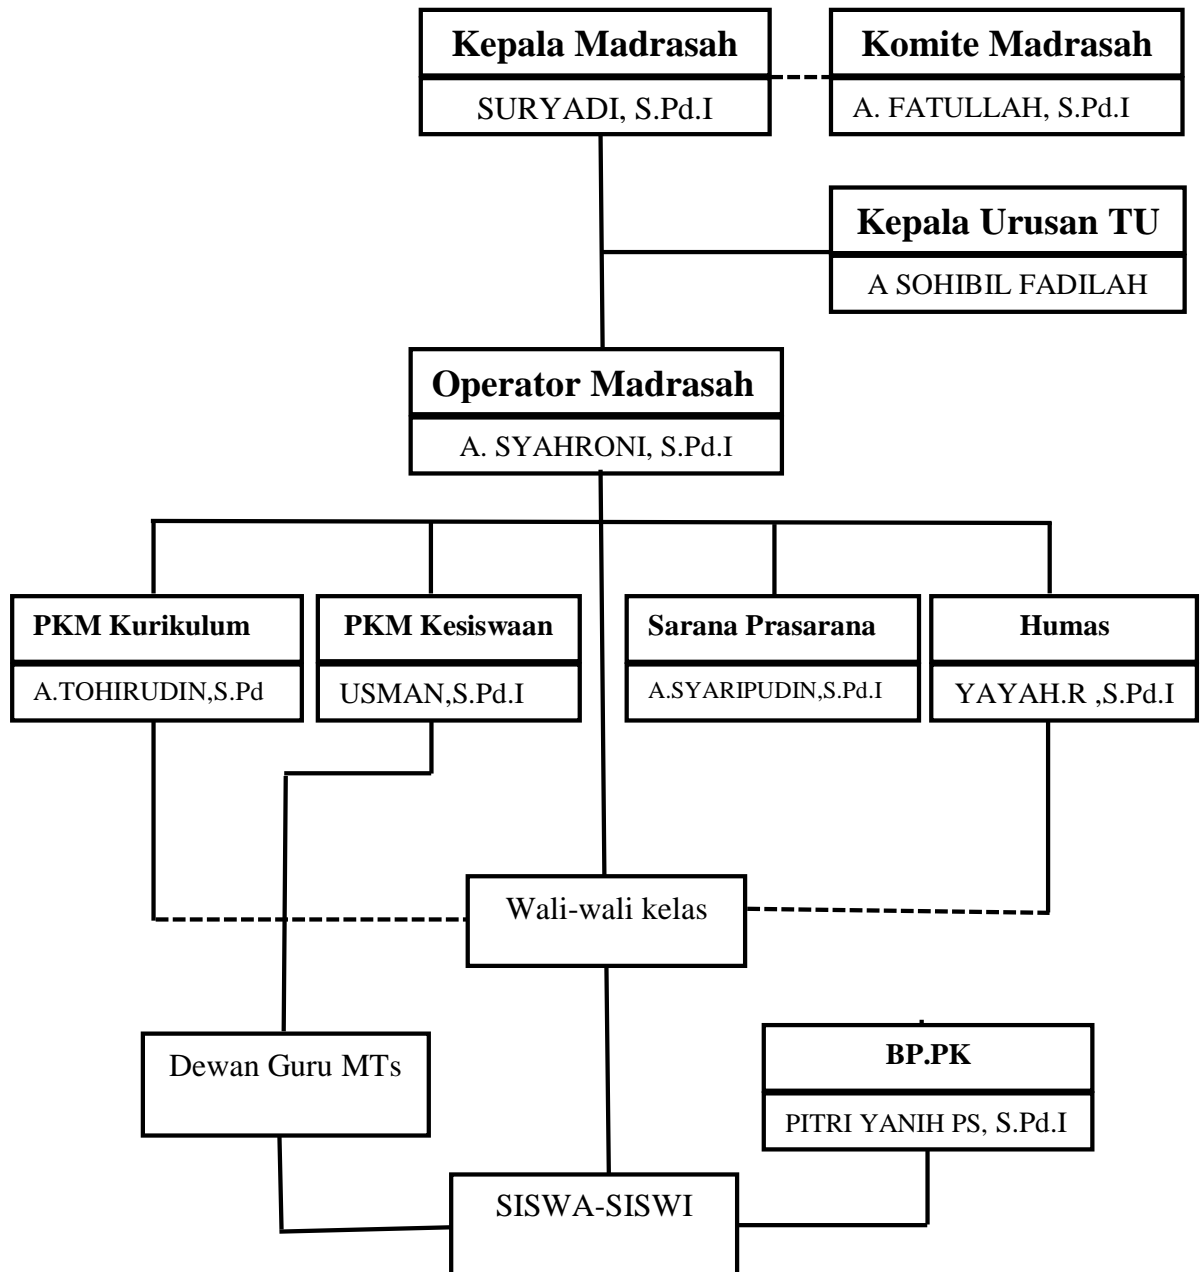 Kepala Madrasah
SURYADI, S.Pd.I
Komite Madrasah
A. FATULLAH, S.Pd.I
Kepala Urusan TU
A SOHIBIL FADILAH
Operator Madrasah
A. SYAHRONI, S.Pd.I
PKM Kurikulum
A.TOHIRUDIN,S.Pd
PKM Kesiswaan
USMAN,S.Pd.I
Sarana Prasarana
A.SYARIPUDIN,S.Pd.I
Humas
YAYAH.R ,S.Pd.I
Wali-wali kelas
Dewan Guru MTs
BP.PK
PITRI YANIH PS, S.Pd.I
SISWA-SISWI